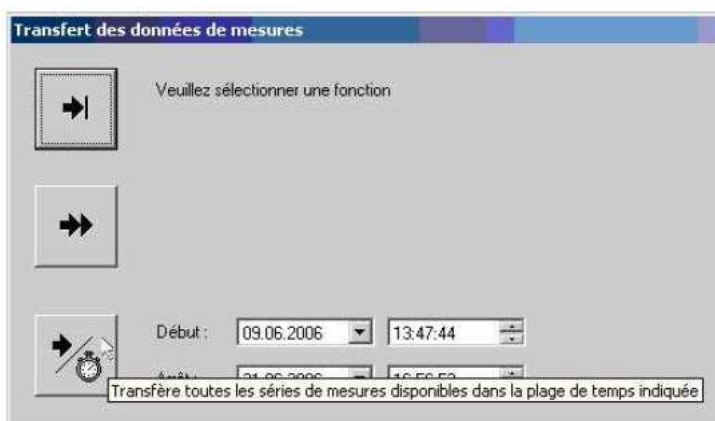 Transfert des données de mesures
Veuillez sélectionner une fonction
Début : 09.06.2006 13:47:44
Transfère toutes les séries de mesures disponibles dans la plage de temps indiquée